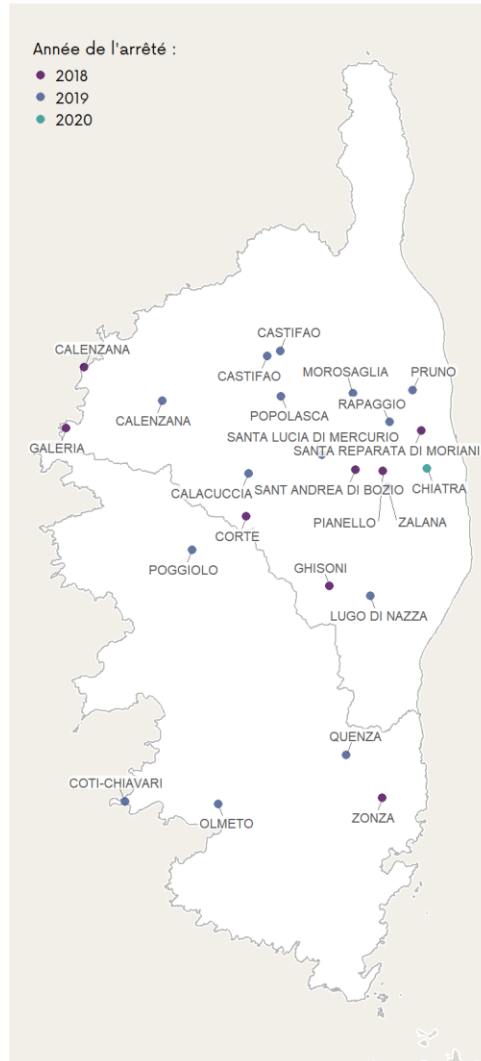 Année de l'arrêté :
2018
2019
2020
CASTIFAO
CALENZANA
CASTIFAO
MOROSAGLIA
PRUNO
CALENZANA
POPOLASCA
RAPAGGIO
GALERIA
SANTA LUCIA DI MERCURIO
SANTA REPARATA DI MORIANI
CALACUCCIA
SANT ANDREA DI BOZIO
CHIATRA
CORTE
PIANELLO
ZALANA
POGGIOLO
GHISONI
LUGO DI NAZZA
QUENZA
COTI-CHIAVARI
OLMETO
ZONZA